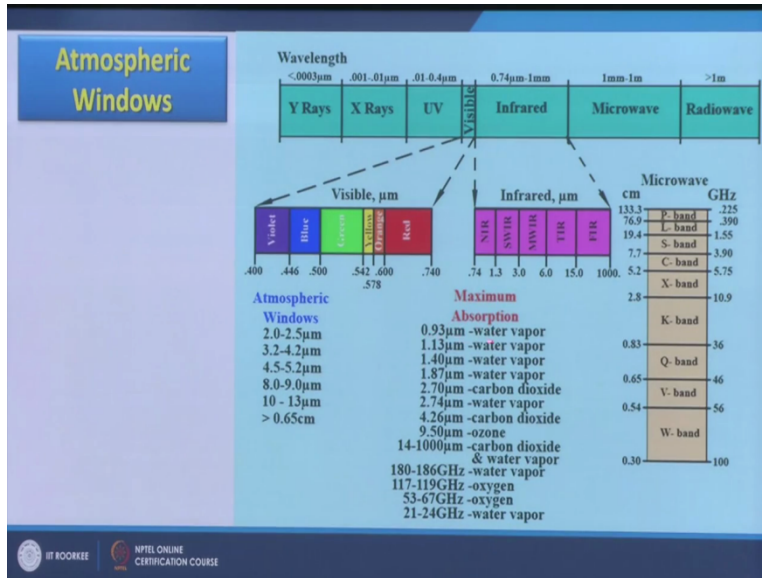 Atmospheric
Windows
Wavelength
<.0003µm .001-.01µm .01-0.4µm 0.74µm-1mm 1mm-1m >1m
Y Rays X Rays UV Visible Infrared Microwave Radiowave
Visible, µm
Violet Blue Green Yellow Orange Red
.400 .446 .500 .542 .578 .600 .740
Infrared, µm
NIR SWIR MWIR TIR FIR
.74 1.3 3.0 6.0 15.0 1000.
Microwave
cm GHz
133.3 .225
P- band
76.9 .390
L- band
19.4 1.55
S- band
7.7 3.90
C- band
5.2 5.75
X- band
2.8 10.9
K- band
0.83 36
Q- band
0.65 46
V- band
0.54 56
W- band
0.30 100
Atmospheric
Windows
2.0-2.5µm
3.2-4.2µm
4.5-5.2µm
8.0-9.0µm
10 - 13µm
> 0.65cm
Maximum
Absorption
0.93µm -water vapor
1.13µm -water vapor
1.40µm -water vapor
1.87µm -water vapor
2.70µm -carbon dioxide
2.74µm -water vapor
4.26µm -carbon dioxide
9.50µm -ozone
14-1000µm -carbon dioxide
& water vapor
180-186GHz -water vapor
117-119GHz -oxygen
53-67GHz -oxygen
21-24GHz -water vapor
IIT ROORKEE
NPTEL ONLINE
CERTIFICATION COURSE